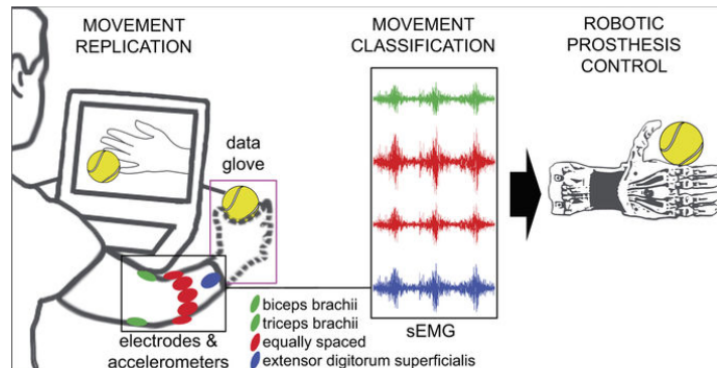 MOVEMENT
REPLICATION
MOVEMENT
CLASSIFICATION
ROBOTIC
PROSTHESIS
CONTROL
data
glove
biceps brachii
triceps brachii
equally spaced
extensor digitorum superficialis
electrodes &
accelerometers
sEMG